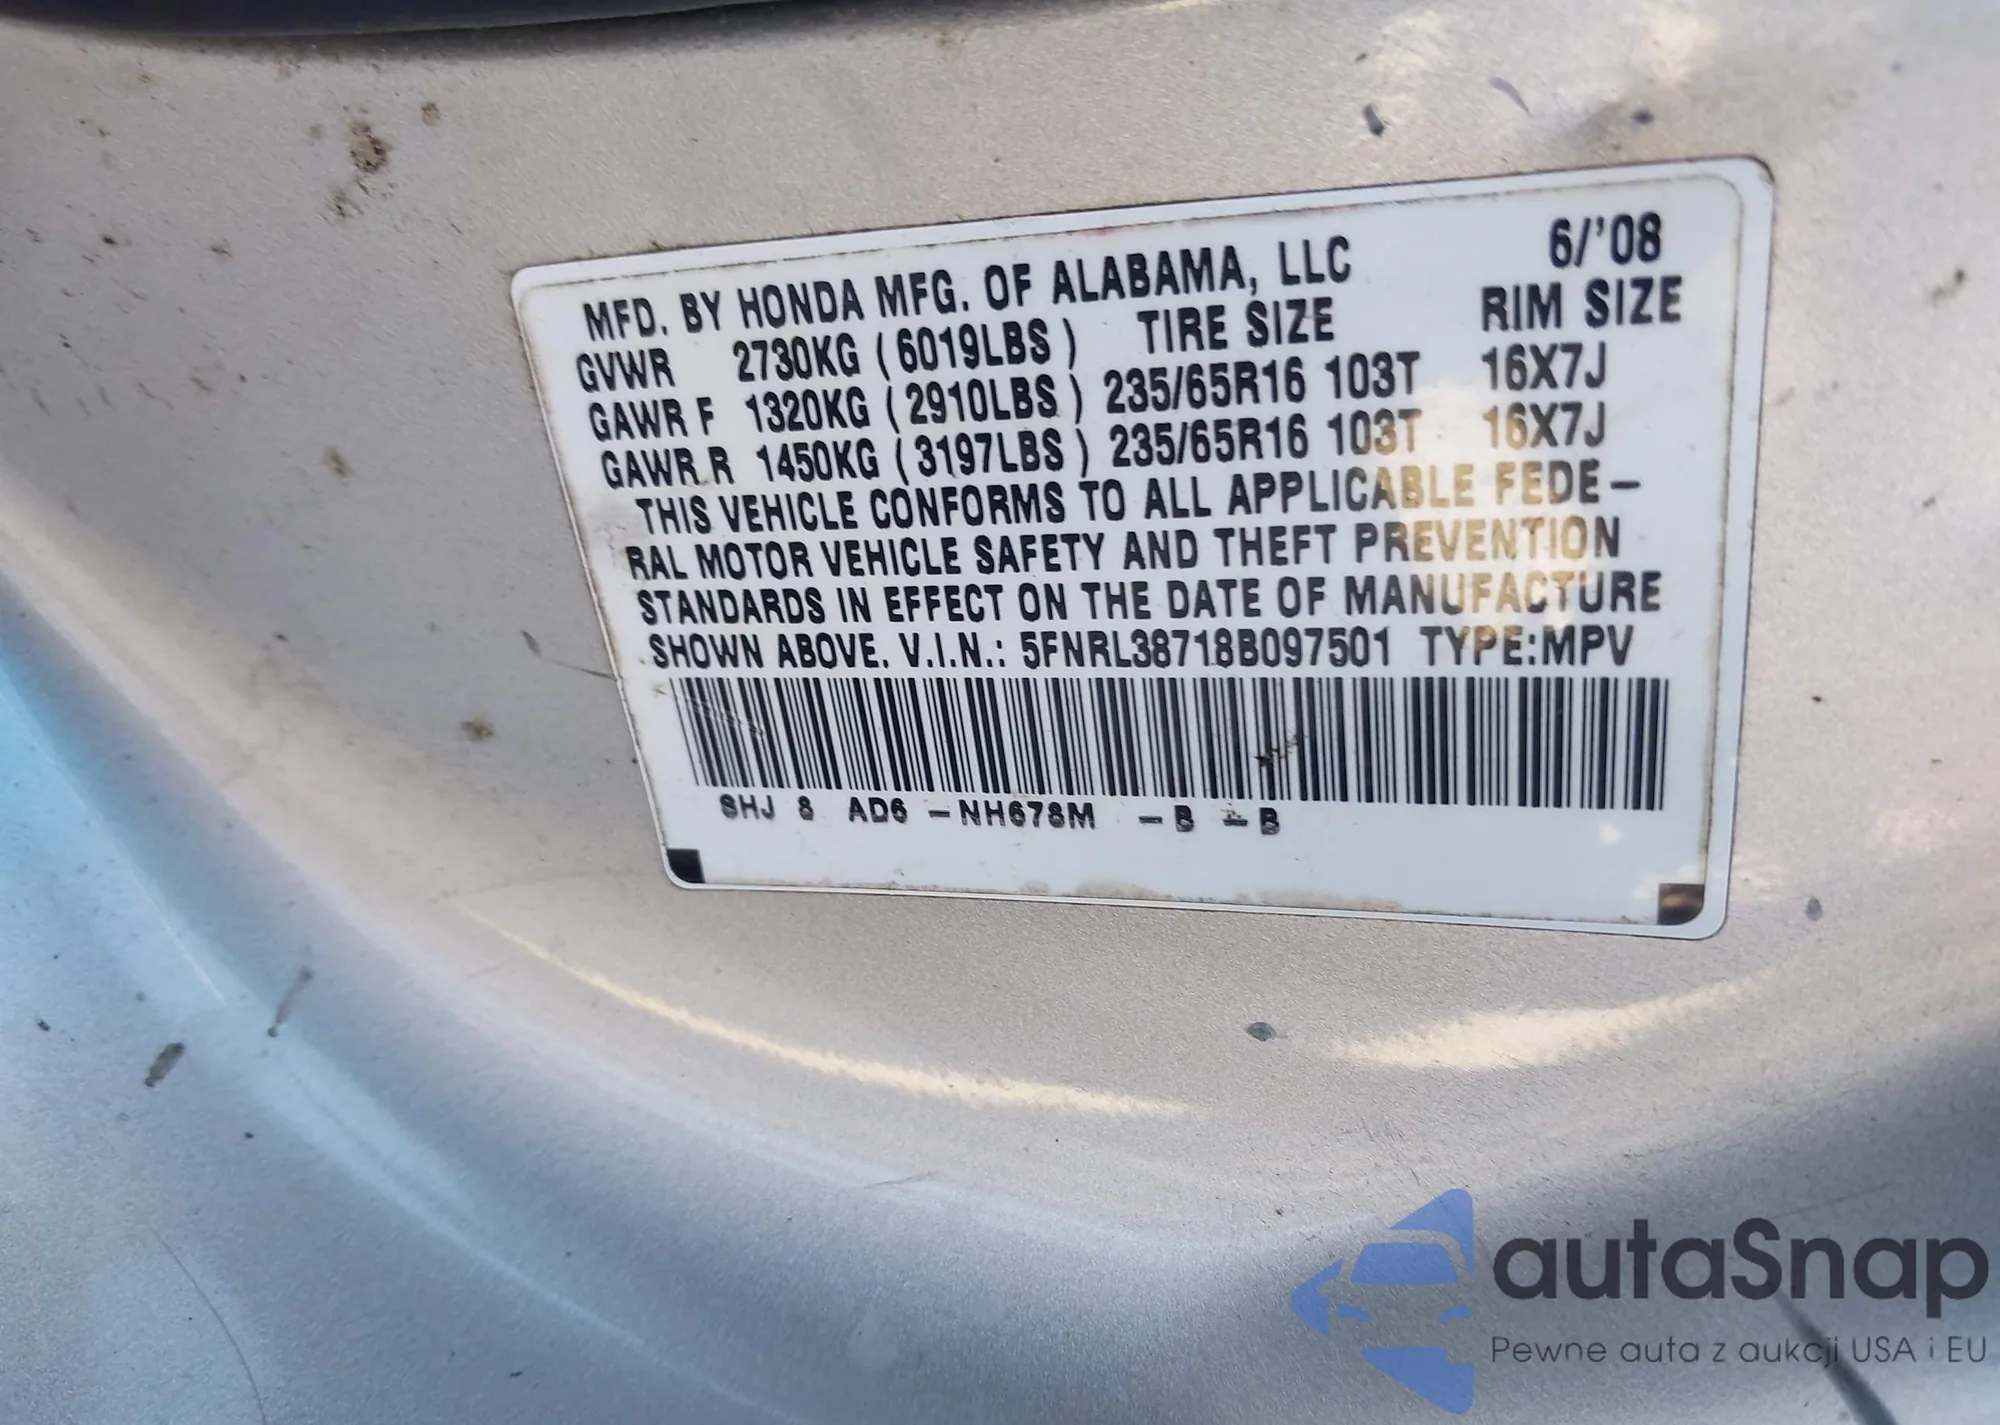 MFD. BY HONDA MFG. OF ALABAMA, LLC 6/'08
GVWR 2730KG (6019LBS) TIRE SIZE RIM SIZE
GAWR F 1320KG (2910LBS) 235/65R16 103T 16X7J
GAWR R 1450KG (3197LBS) 235/65R16 103T 16X7J
THIS VEHICLE CONFORMS TO ALL APPLICABLE FEDE-
RAL MOTOR VEHICLE SAFETY AND THEFT PREVENTION
STANDARDS IN EFFECT ON THE DATE OF MANUFACTURE
SHOWN ABOVE. V.I.N.: 5FNRL38718B097501 TYPE:MPV
SHJ 8 AD6 -NH678M -B -B
autaSnap
Pewne auta z aukcji USA i EU